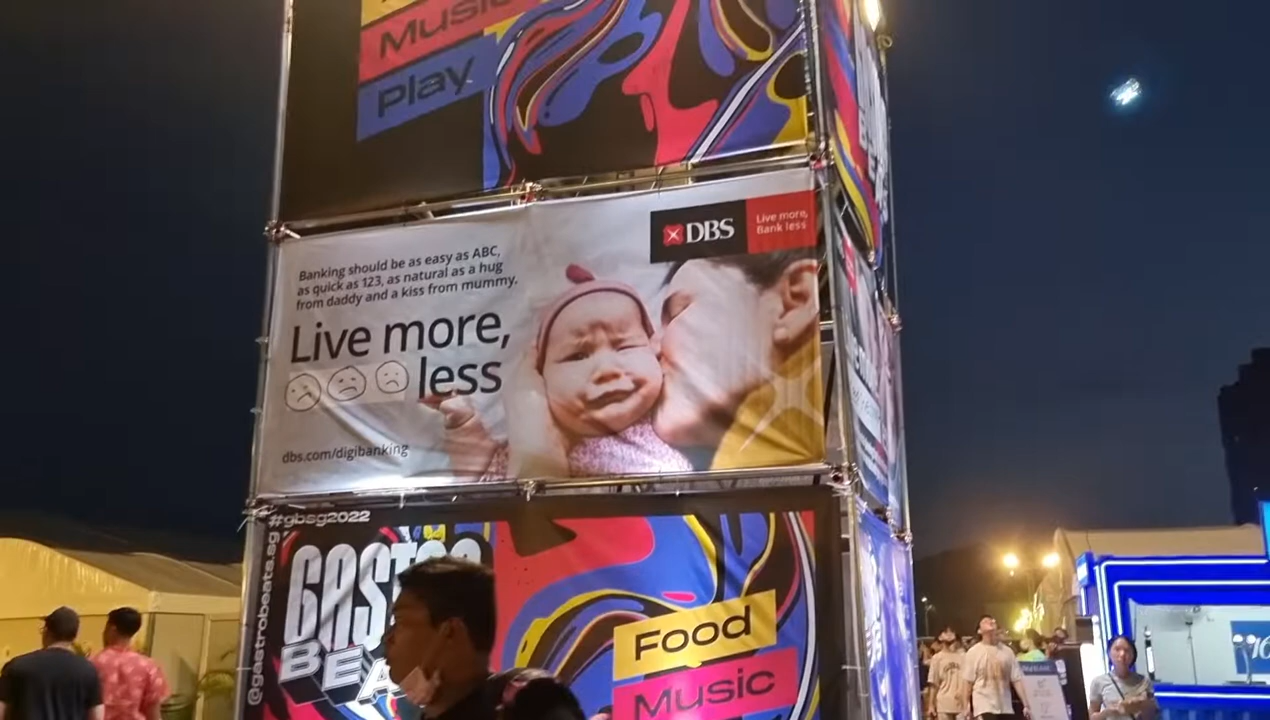 Music
Play
DBS
Live more,
Bank less
Banking should be as easy as ABC,
as quick as 123, as natural as a hug
from daddy and a kiss from mummy.
Live more,
less
dbs.com/digibanking
#gbsg2022
@gastrobeats.sg
Food
Music